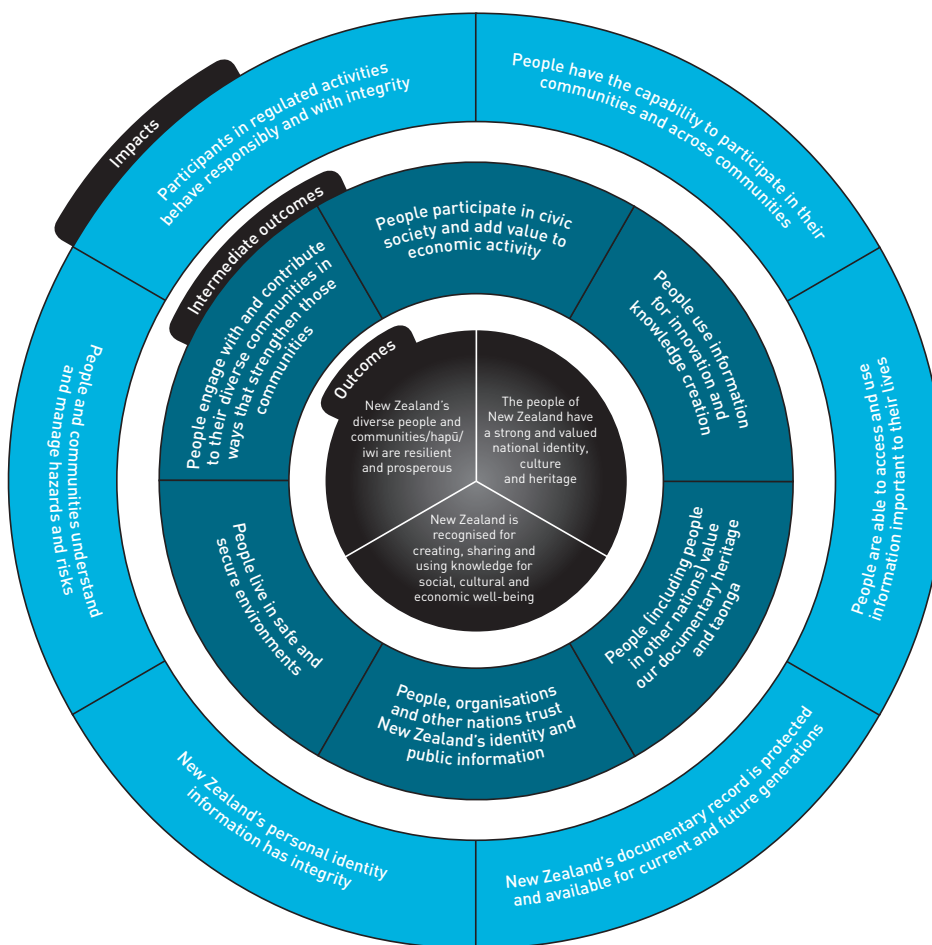 Impacts
Participants in regulated activities
behave responsibly and with integrity
People have the capability to participate in their
communities and across communities
People are able to access and use
information important to their lives
New Zealand's documentary record is protected
and available for current and future generations
New Zealand's personal identity
information has integrity
People and communities understand
and manage hazards and risks
Intermediate outcomes
People engage with and contribute
to their diverse communities in
ways that strengthen those
communities
People participate in civic
society and add value to
economic activity
People use information
for innovation and
knowledge creation
People (including people
in other nations) value
our documentary heritage
and taonga
People, organisations
and other nations trust
New Zealand's identity and
public information
People live in safe and
secure environments
Outcomes
New Zealand's
diverse people and
communities/hapū/
iwi are resilient
and prosperous
The people of
New Zealand have
a strong and valued
national identity,
culture
and heritage
New Zealand is
recognised for
creating, sharing and
using knowledge for
social, cultural and
economic well-being